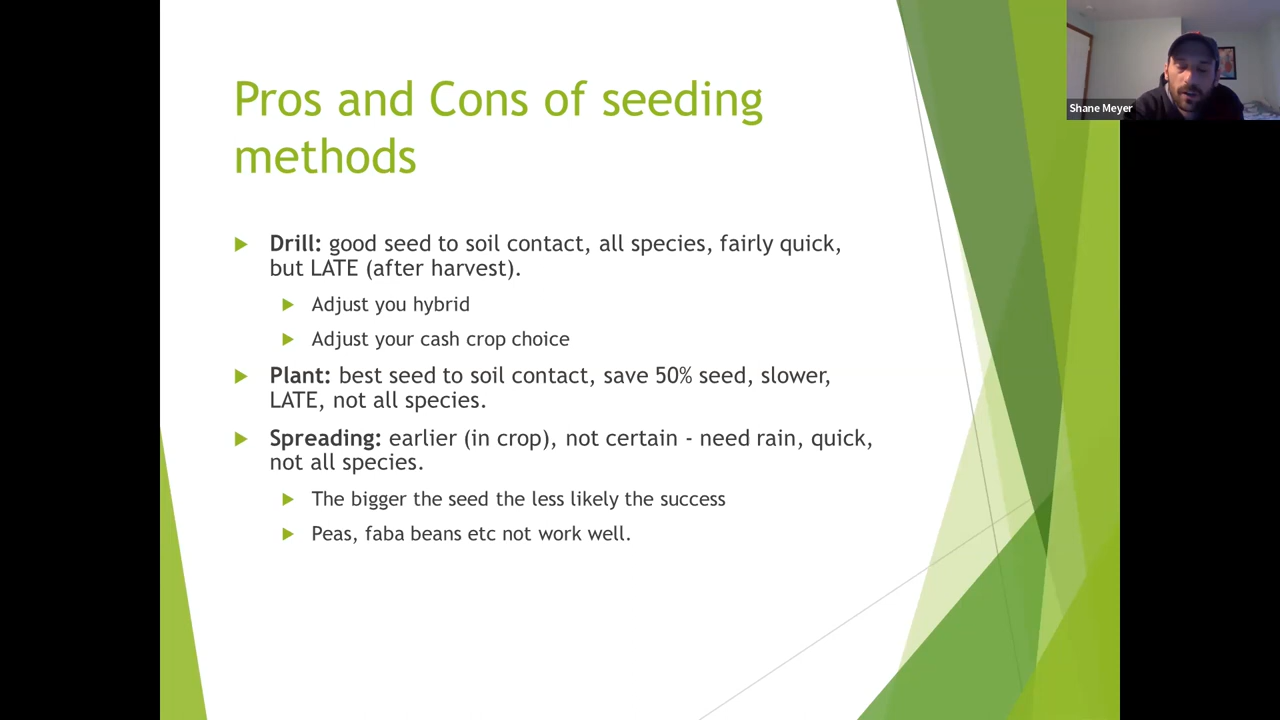 Pros and Cons of seeding
methods
Drill: good seed to soil contact, all species, fairly quick,
but LATE (after harvest).
Adjust you hybrid
Adjust your cash crop choice
Plant: best seed to soil contact, save 50% seed, slower,
LATE, not all species.
Spreading: earlier (in crop), not certain - need rain, quick,
not all species.
The bigger the seed the less likely the success
Peas, faba beans etc not work well.
Shane Meyer